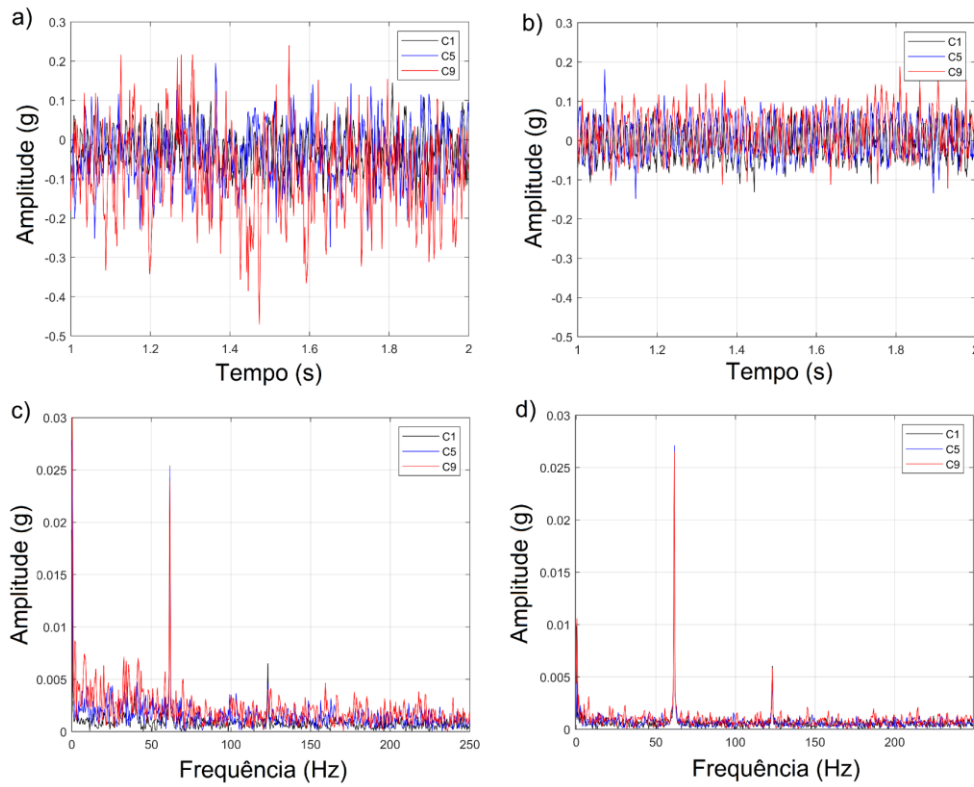 a)
0.3
0.2
0.1
0
-0.1
-0.2
-0.3
-0.4
-0.5
Amplitude (g)
1
1.2
1.4
1.6
1.8
2
Tempo (s)
C1
C5
C9
b)
0.3
0.2
0.1
0
-0.1
-0.2
-0.3
-0.4
-0.5
Amplitude (g)
1
1.2
1.4
1.6
1.8
2
Tempo (s)
C1
C5
C9
c)
0.03
0.025
0.02
0.015
0.01
0.005
0
Amplitude (g)
0
50
100
150
200
250
Frequência (Hz)
C1
C5
C9
d)
0.03
0.025
0.02
0.015
0.01
0.005
0
Amplitude (g)
0
50
100
150
200
Frequência (Hz)
C1
C5
C9